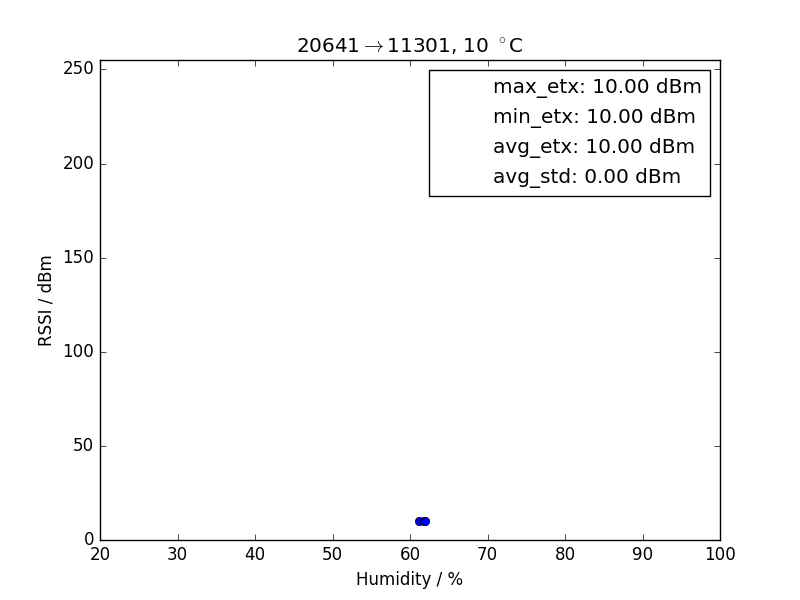 20641→11301, 10 °C
max_etx: 10.00 dBm
min_etx: 10.00 dBm
avg_etx: 10.00 dBm
avg_std: 0.00 dBm
RSSI / dBm
250
200
150
100
50
0
20 30 40 50 60 70 80 90 100
Humidity / %